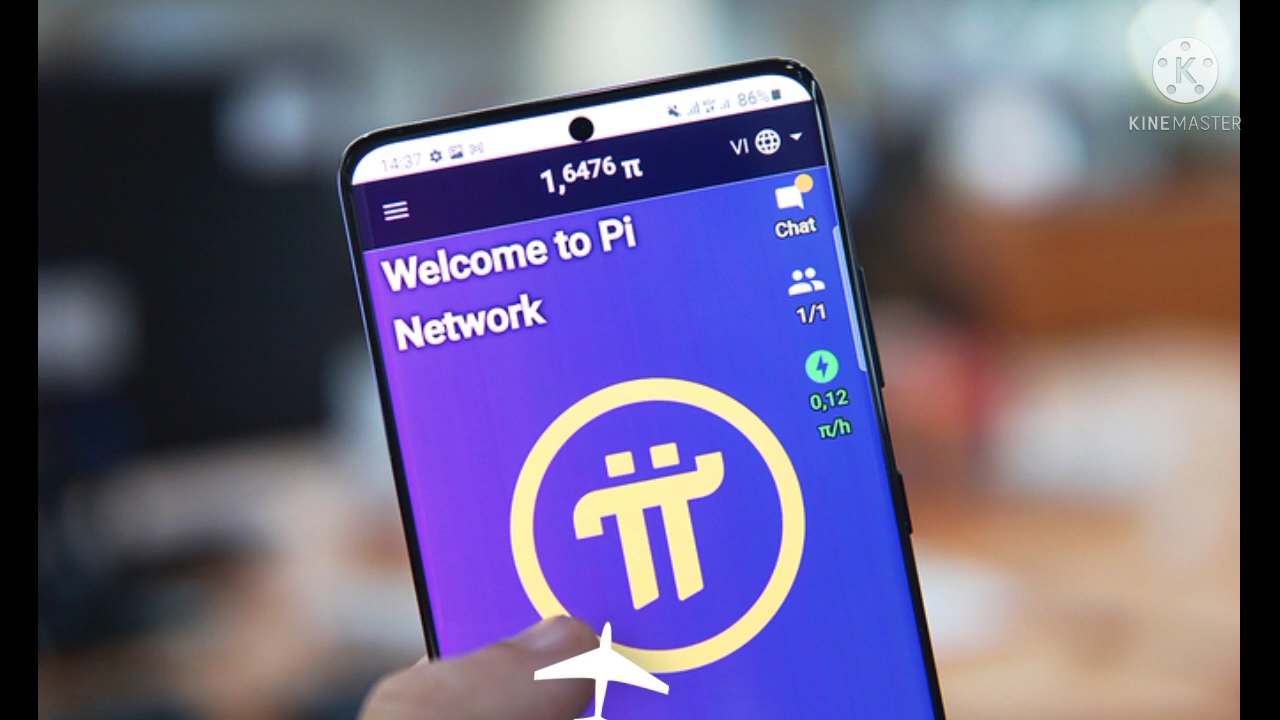 14:37
86%
1,6476 π
VI
Welcome to Pi
Network
Chat
1/1
0,12
π/h
K
KINEMASTER